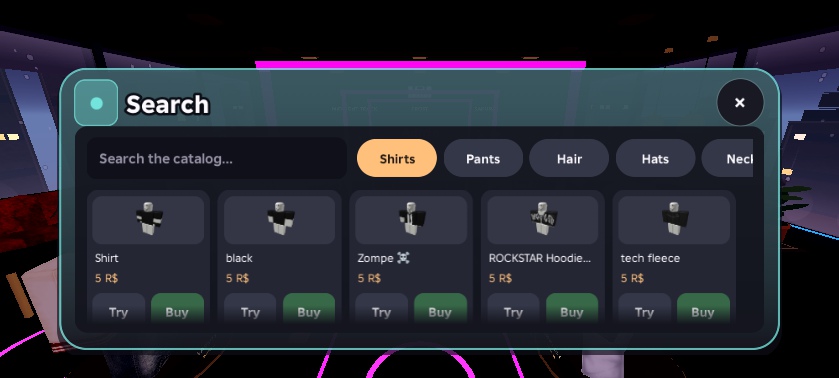 Search
×
Search the catalog...
Shirts
Pants
Hair
Hats
Neck
Shirt
black
Zompe ☠
ROCKSTAR Hoodie...
tech fleece
5 R$
5 R$
5 R$
5 R$
5 R$
Try
Buy
Try
Buy
Try
Buy
Try
Buy
Try
Buy